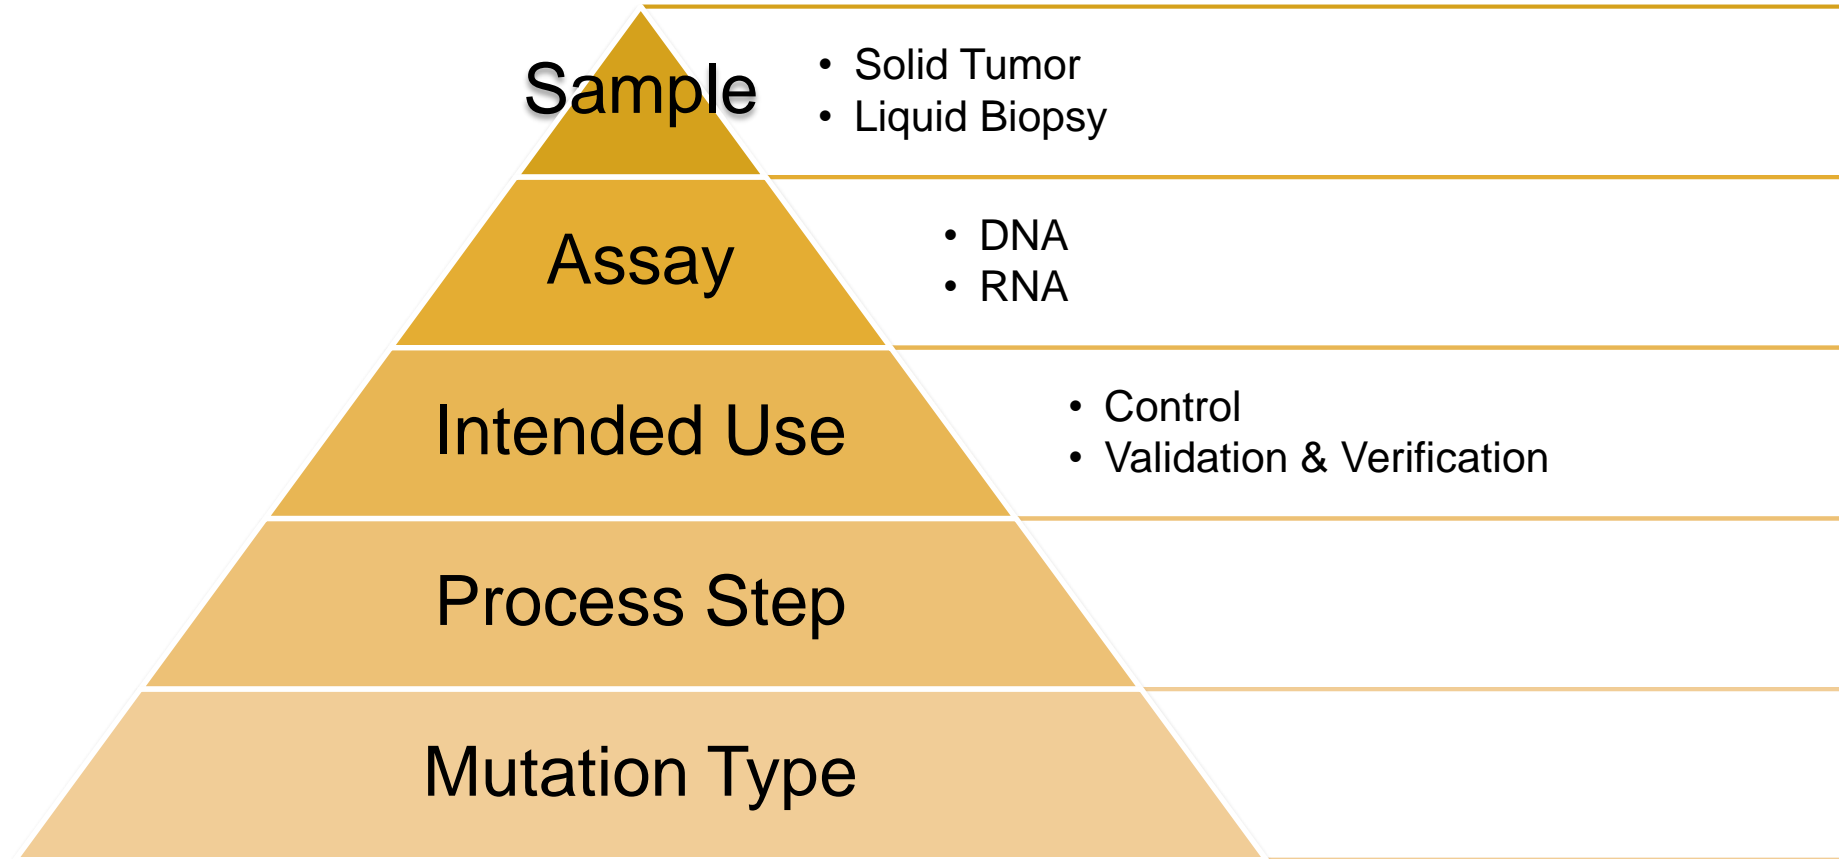 Sample
• Solid Tumor
• Liquid Biopsy
Assay
• DNA
• RNA
Intended Use
• Control
• Validation & Verification
Process Step
Mutation Type